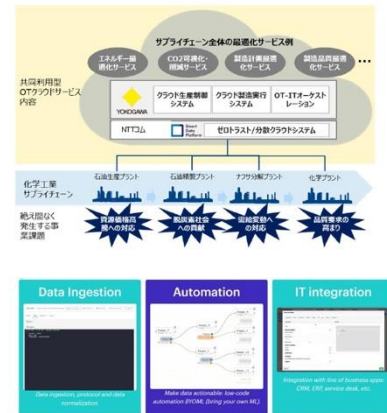 サプライチェーン全体の最適化サービス例
エネルギー最
適化サービス
CO2可視化・
削減サービス
製造計画最適
化サービス
製造品質最適
化サービス
•••
共同利用型
OTクラウドサービス
内容
YOKOGAWA
クラウド生産制御
システム
クラウド製造実行
システム
OT-ITオーケスト
レーション
NTTコム
Smart
Data
Platform
ゼロトラスト/分散クラウドシステム
化学工業
サプライチェーン
石油生産プラント
石油精製プラント
ナフサ分解プラント
化学プラント
絶え間なく
発生する事
業課題
資源価格高
騰への対応
脱炭素社会
への貢献
需給変動へ
の対応
品質要求の
高まり
Data Ingestion
Automation
IT integration
Data ingestion, protocol and data
normalization
Make data actionable: low-code
automation BYOML (bring your own ML).
Integration with line of business apps:
CRM, ERP, service desk, etc.